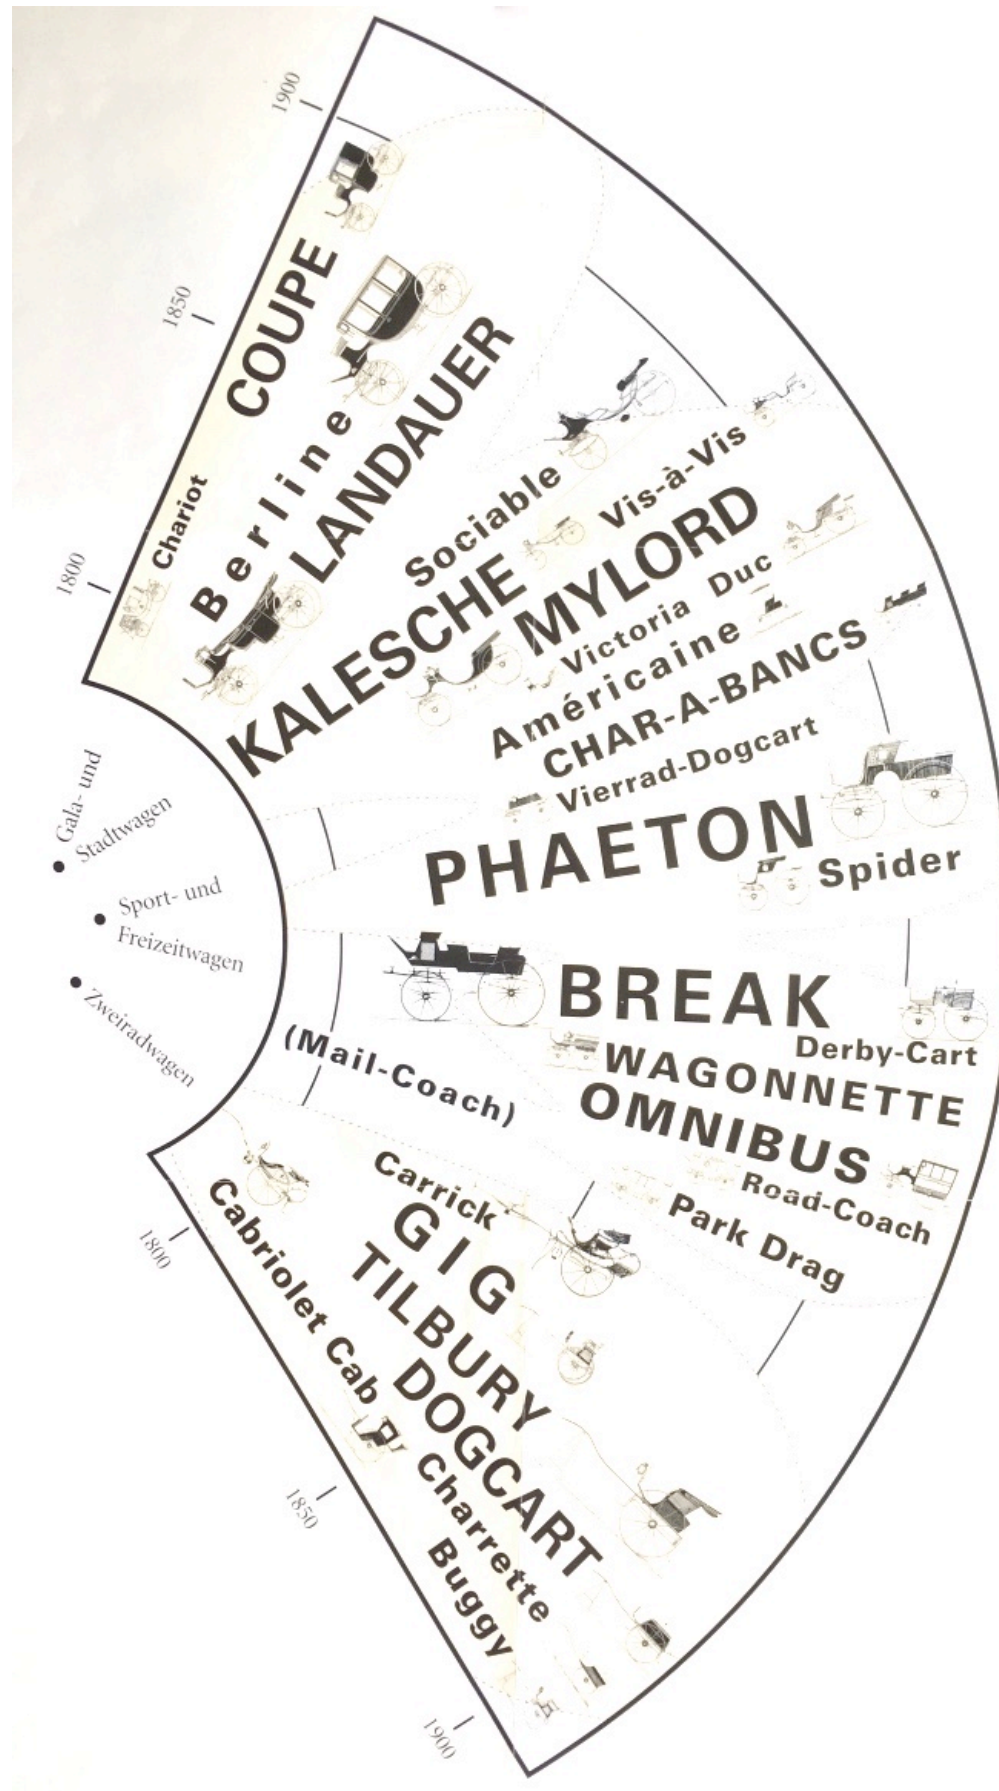 1900
1850
1800
COUPE
Chariot
Berline
LANDAUER
Sociable
Vis-à-Vis
KALESCHE
MYLORD
Victoria
Duc
Américaine
CHAR-A-BANCS
Vierrad-Dogcart
PHAETON
Spider
Gala- und
Stadtwagen
Sport- und
Freizeitwagen
Zweiradwagen
BREAK
Derby-Cart
WAGONNETTE
(Mail-Coach)
OMNIBUS
Road-Coach
Park Drag
Carrick
GIG
TILBURY
DOGCART
Cabriolet
Cab
Charrette
Buggy
1800
1850
1900